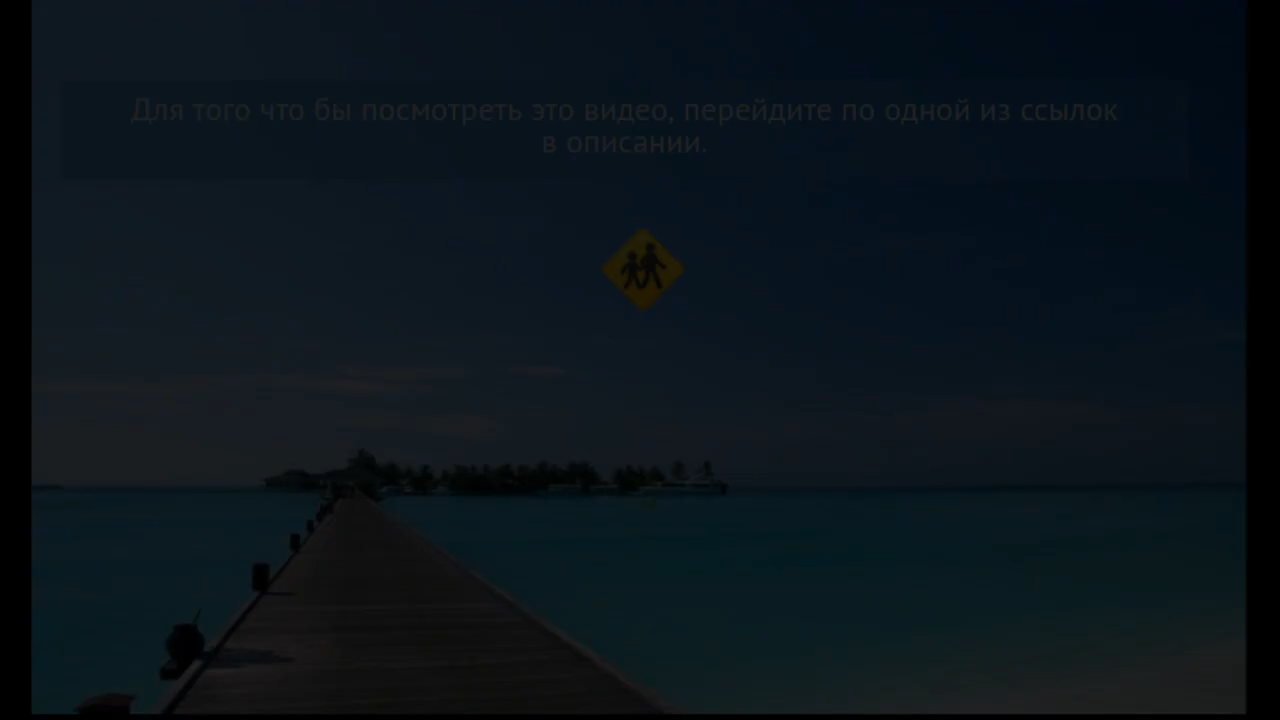 Для того что бы посмотреть это видео, перейдите по одной из ссылок
в описании.